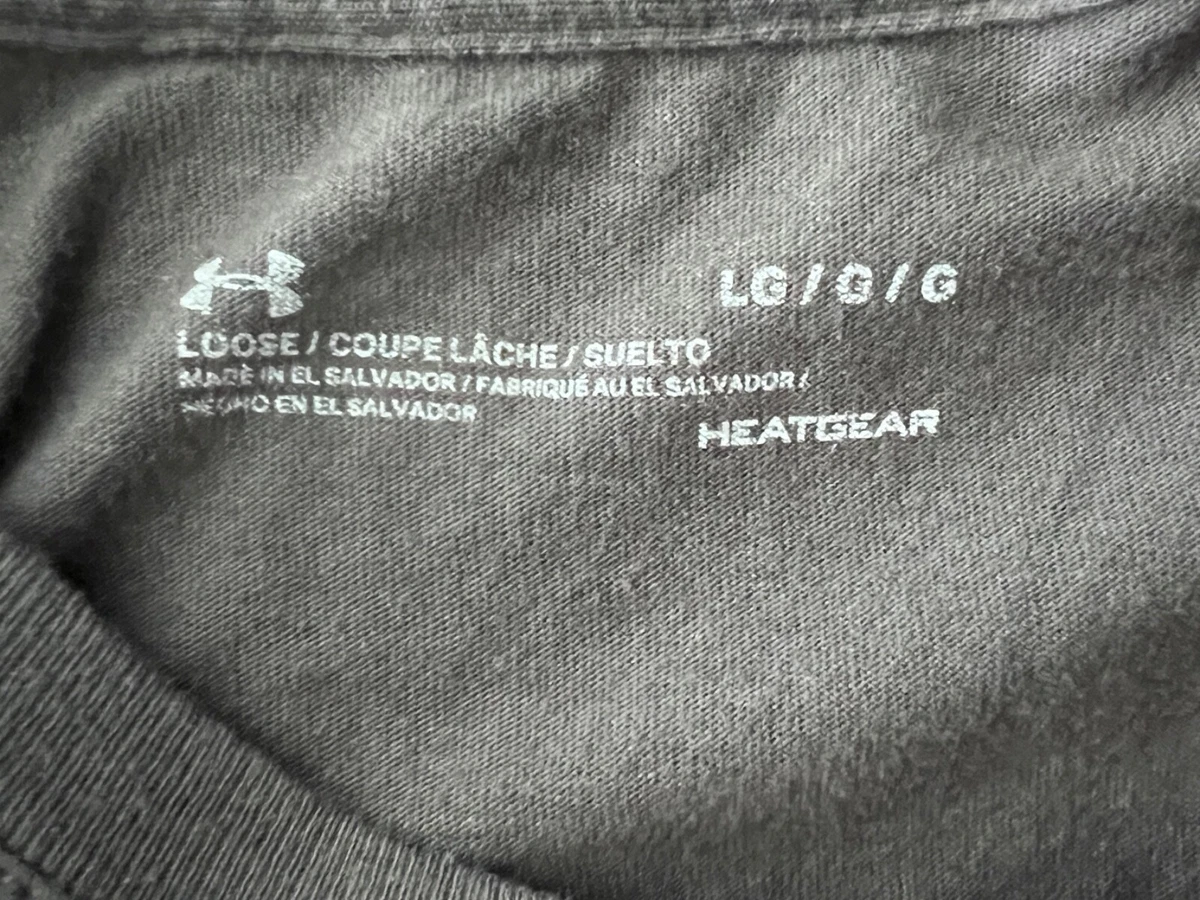 LG / G / G
LOOSE / COUPE LÂCHE / SUELTO
MADE IN EL SALVADOR / FABRIQUÉ AU EL SALVADOR /
HECHO EN EL SALVADOR
HEATGEAR